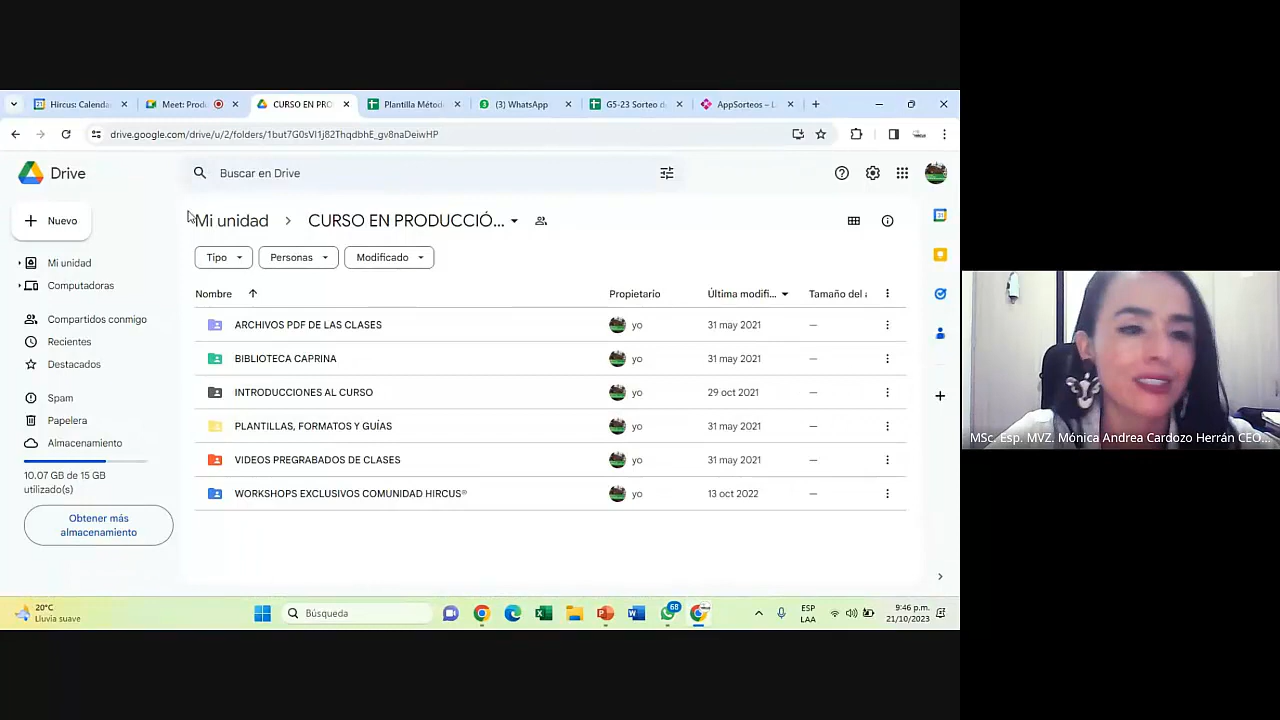 Hircus: Calenda
Meet: Prod
CURSO EN PRO
Plantilla Métod
(3) WhatsApp
G5-23 Sorteo d
AppSorteos – L
drive.google.com/drive/u/2/folders/1but7G0sVl1j82ThqdbhE_gv8naDeiwHP
Drive
Buscar en Drive
Nuevo
Mi unidad
CURSO EN PRODUCCIÓ...
Tipo
Personas
Modificado
Mi unidad
Computadoras
Compartidos conmigo
Recientes
Destacados
Spam
Papelera
Almacenamiento
10.07 GB de 15 GB
utilizado(s)
Obtener más
almacenamiento
Nombre
Propietario
Última modifi...
Tamaño del
ARCHIVOS PDF DE LAS CLASES yo 31 may 2021 —
BIBLIOTECA CAPRINA yo 31 may 2021 —
INTRODUCCIONES AL CURSO yo 29 oct 2021 —
PLANTILLAS, FORMATOS Y GUÍAS yo 31 may 2021 —
VIDEOS PREGRABADOS DE CLASES yo 31 may 2021 —
WORKSHOPS EXCLUSIVOS COMUNIDAD HIRCUS® yo 13 oct 2022 —
MSc. Esp. MVZ. Mónica Andrea Cardozo Herrán CEO...
20°C
Lluvia suave
Búsqueda
68
ESP
LAA
9:46 p.m.
21/10/2023